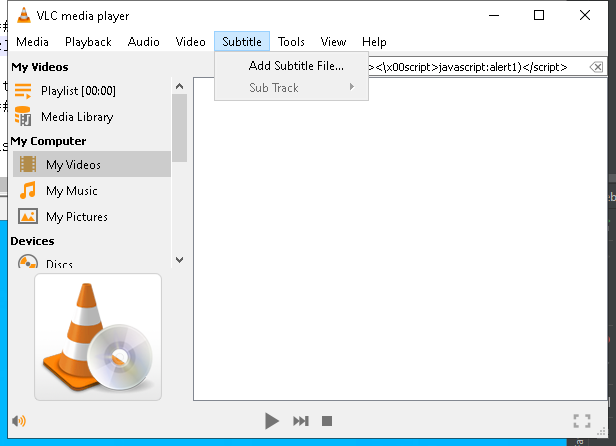 VLC media player
Media Playback Audio Video Subtitle Tools View Help
My Videos
Add Subtitle File...
><\x00script>javascript:alert1)</script>
Playlist [00:00]
Sub Track
Media Library
My Computer
My Videos
My Music
My Pictures
Devices
Discs